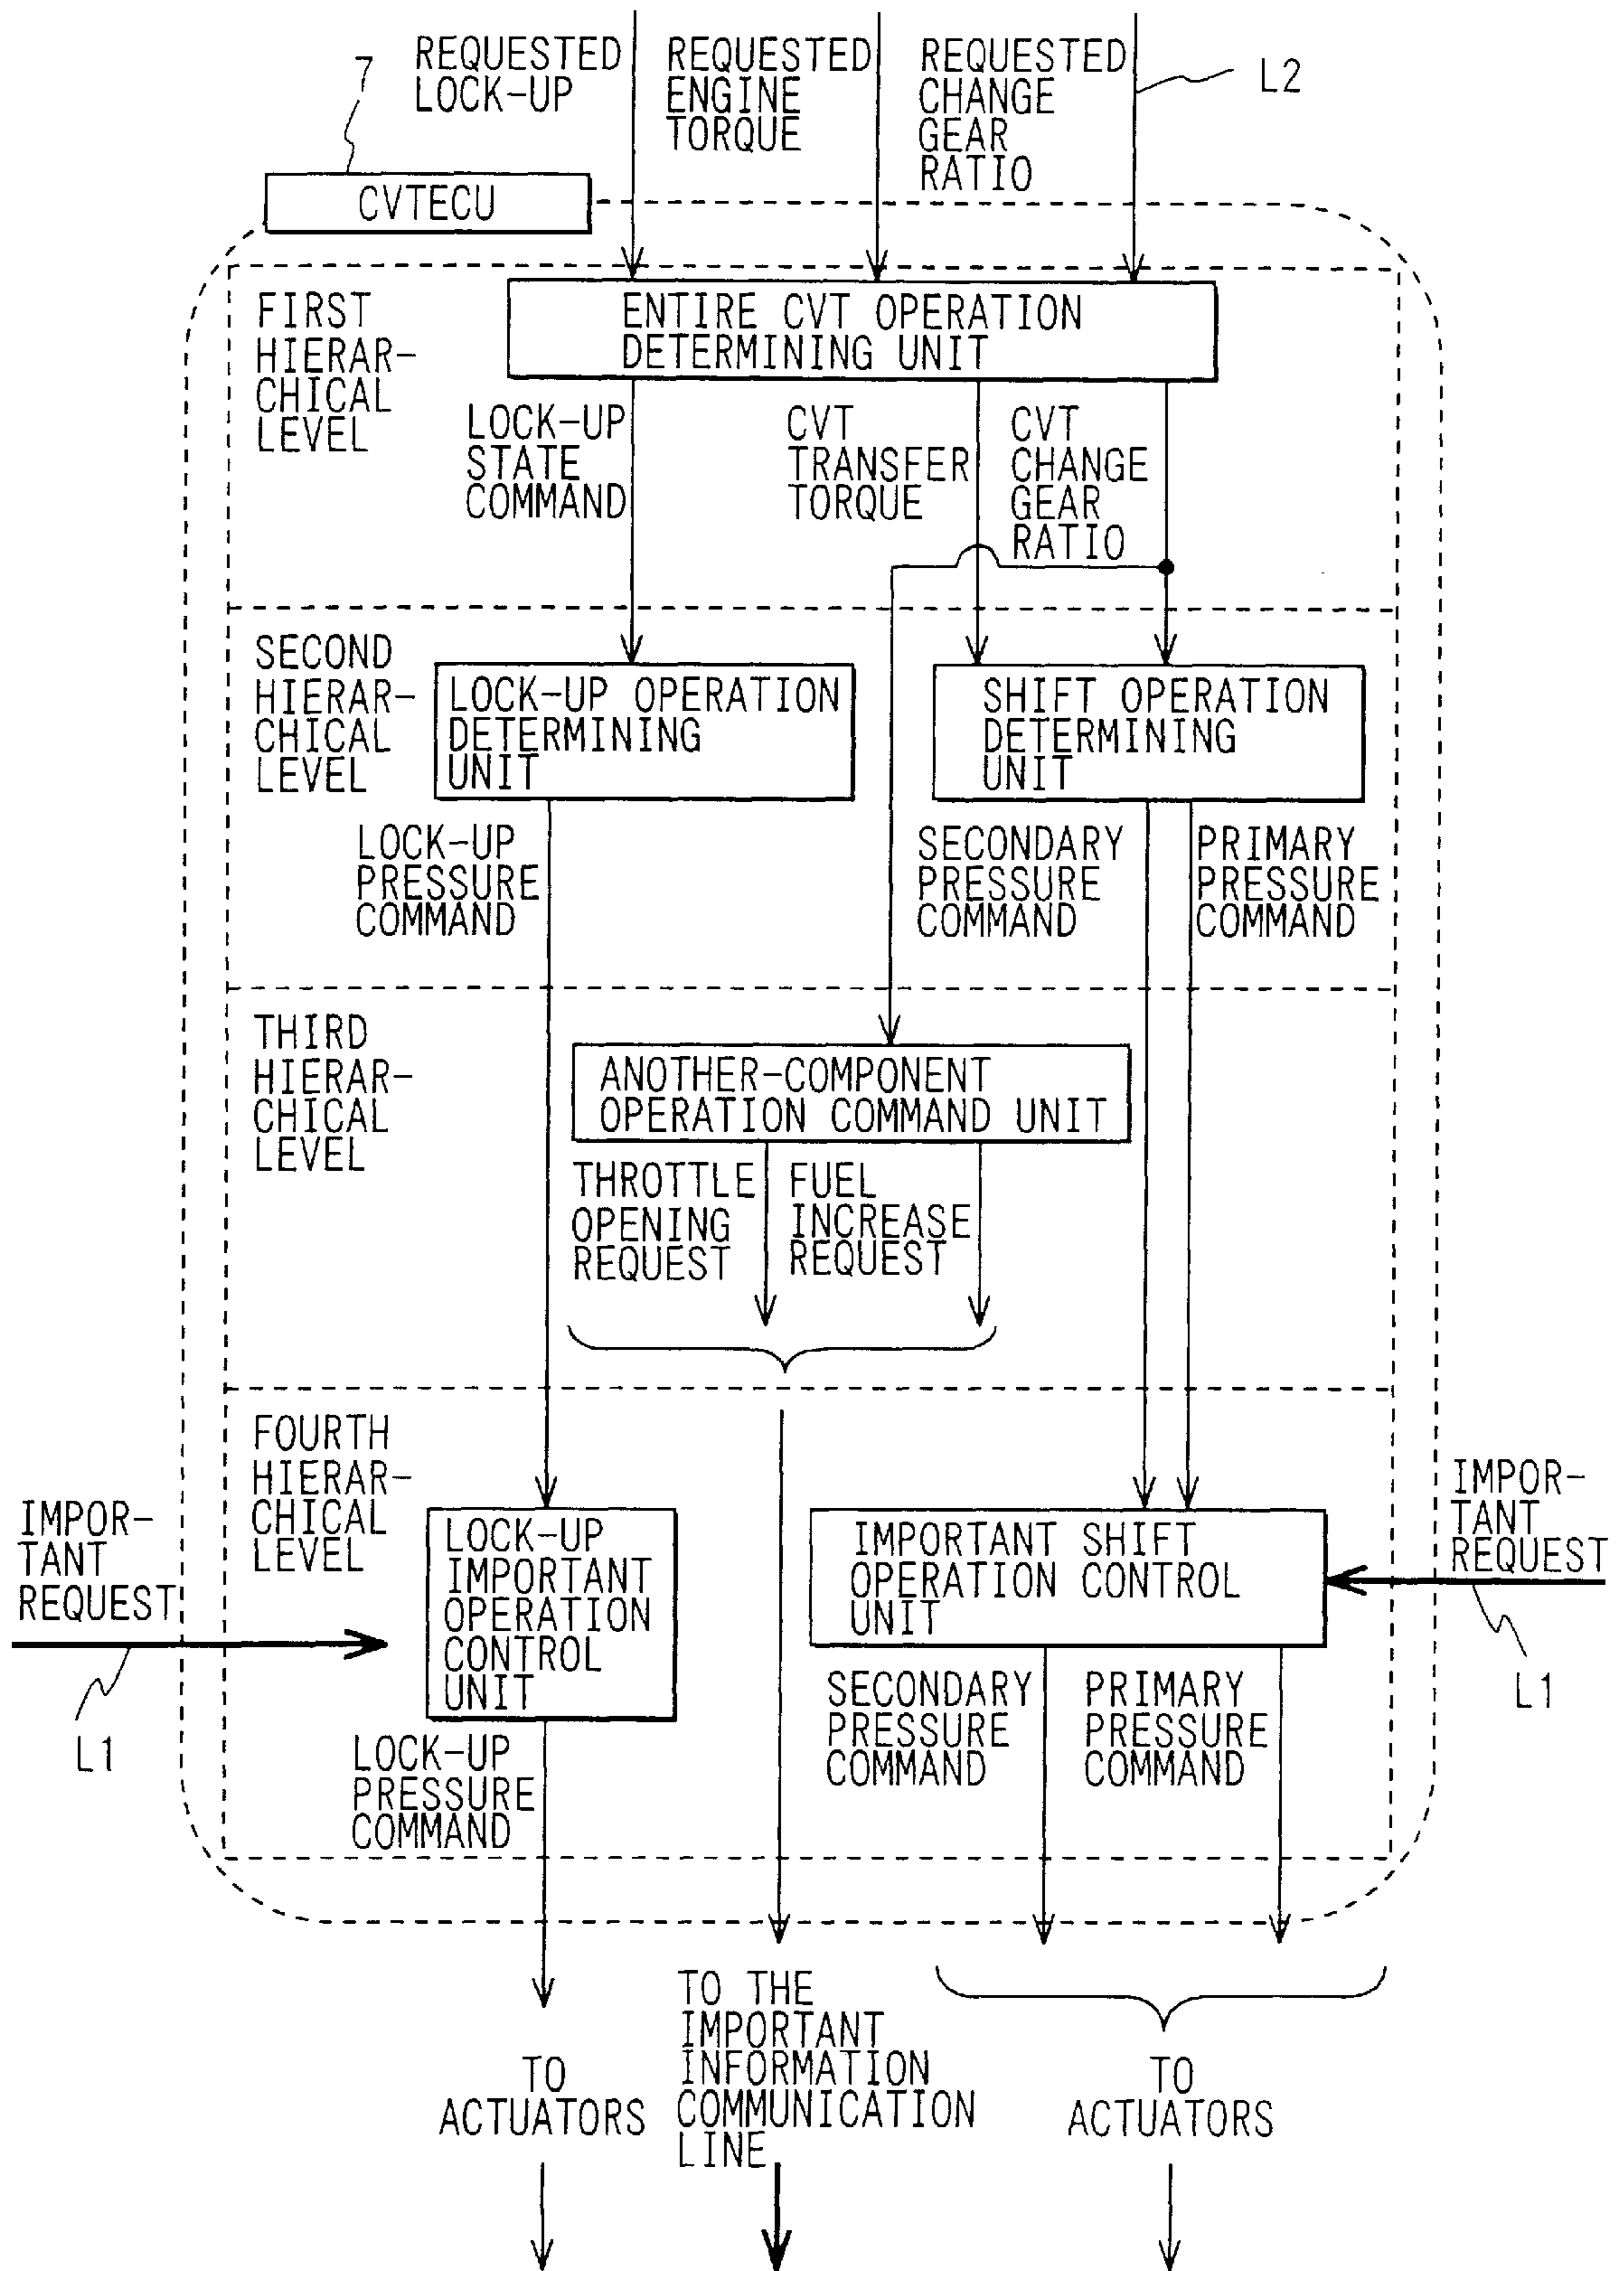 7
REQUESTED
LOCK-UP
REQUESTED
ENGINE
TORQUE
REQUESTED
CHANGE
GEAR
RATIO
L2
CVTECU
FIRST
HIERAR-
CHICAL
LEVEL
ENTIRE CVT OPERATION
DETERMINING UNIT
LOCK-UP
STATE
COMMAND
CVT
TRANSFER
TORQUE
CVT
CHANGE
GEAR
RATIO
SECOND
HIERAR-
CHICAL
LEVEL
LOCK-UP OPERATION
DETERMINING
UNIT
SHIFT OPERATION
DETERMINING
UNIT
LOCK-UP
PRESSURE
COMMAND
SECONDARY
PRESSURE
COMMAND
PRIMARY
PRESSURE
COMMAND
THIRD
HIERAR-
CHICAL
LEVEL
ANOTHER-COMPONENT
OPERATION COMMAND UNIT
THROTTLE
OPENING
REQUEST
FUEL
INCREASE
REQUEST
FOURTH
HIERAR-
CHICAL
LEVEL
IMPOR-
TANT
REQUEST
L1
LOCK-UP
IMPORTANT
OPERATION
CONTROL
UNIT
IMPORTANT SHIFT
OPERATION CONTROL
UNIT
IMPOR-
TANT
REQUEST
L1
LOCK-UP
PRESSURE
COMMAND
SECONDARY
PRESSURE
COMMAND
PRIMARY
PRESSURE
COMMAND
TO
ACTUATORS
TO THE
IMPORTANT
INFORMATION
COMMUNICATION
LINE
TO
ACTUATORS